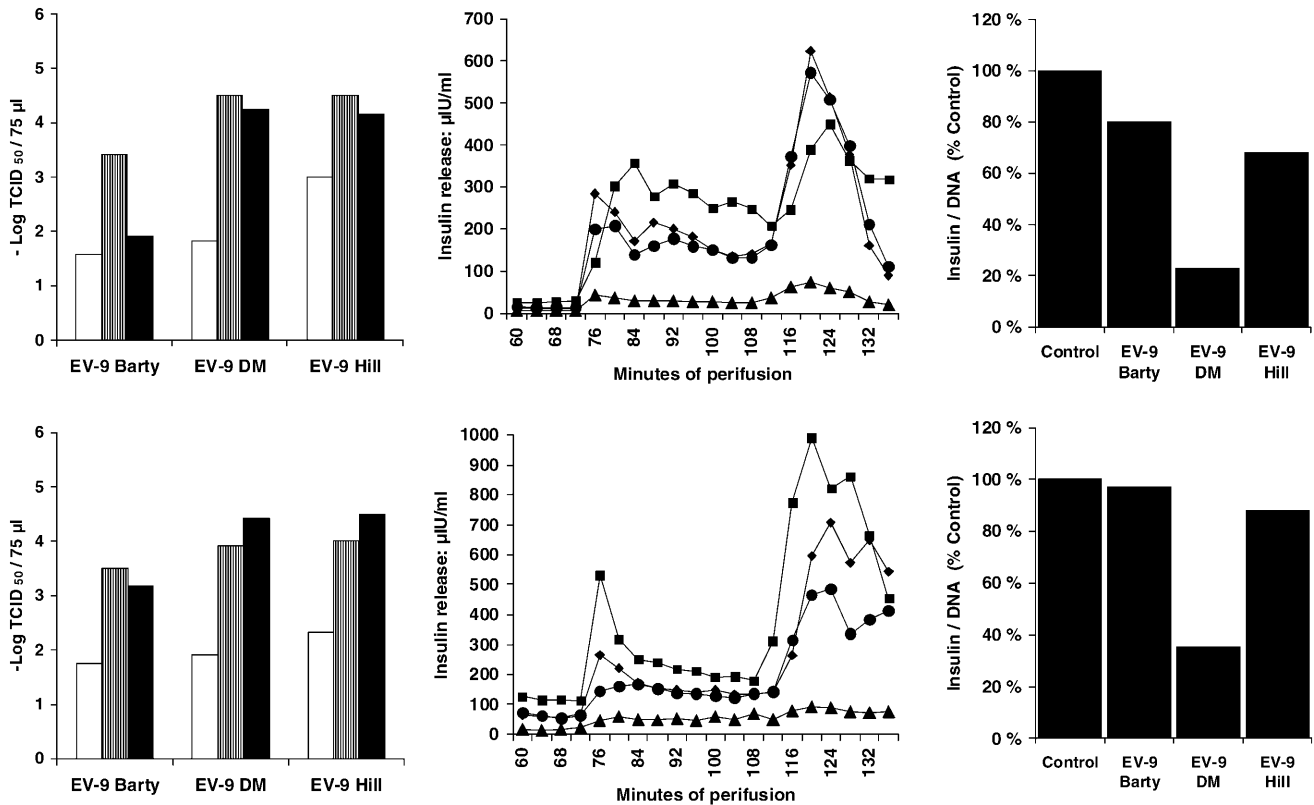 6
5
4
3
2
1
0
- Log TCID 50 / 75 µl
EV-9 Barty EV-9 DM EV-9 Hill
700
600
500
400
300
200
100
0
Insulin release: µIU/ml
60 68 76 84 92 100 108 116 124 132
Minutes of perifusion
120 %
100 %
80 %
60 %
40 %
20 %
0 %
Insulin / DNA (% Control)
Control EV-9 EV-9 EV-9
Barty DM Hill
6
5
4
3
2
1
0
-Log TCID 50 / 75 µl
EV-9 Barty EV-9 DM EV-9 Hill
1000
900
800
700
600
500
400
300
200
100
0
Insulin release: µIU/ml
60 68 76 84 92 100 108 116 124 132
Minutes of perifusion
120 %
100 %
80 %
60 %
40 %
20 %
0 %
Insulin / DNA (% Control)
Control EV-9 EV-9 EV-9
Barty DM Hill